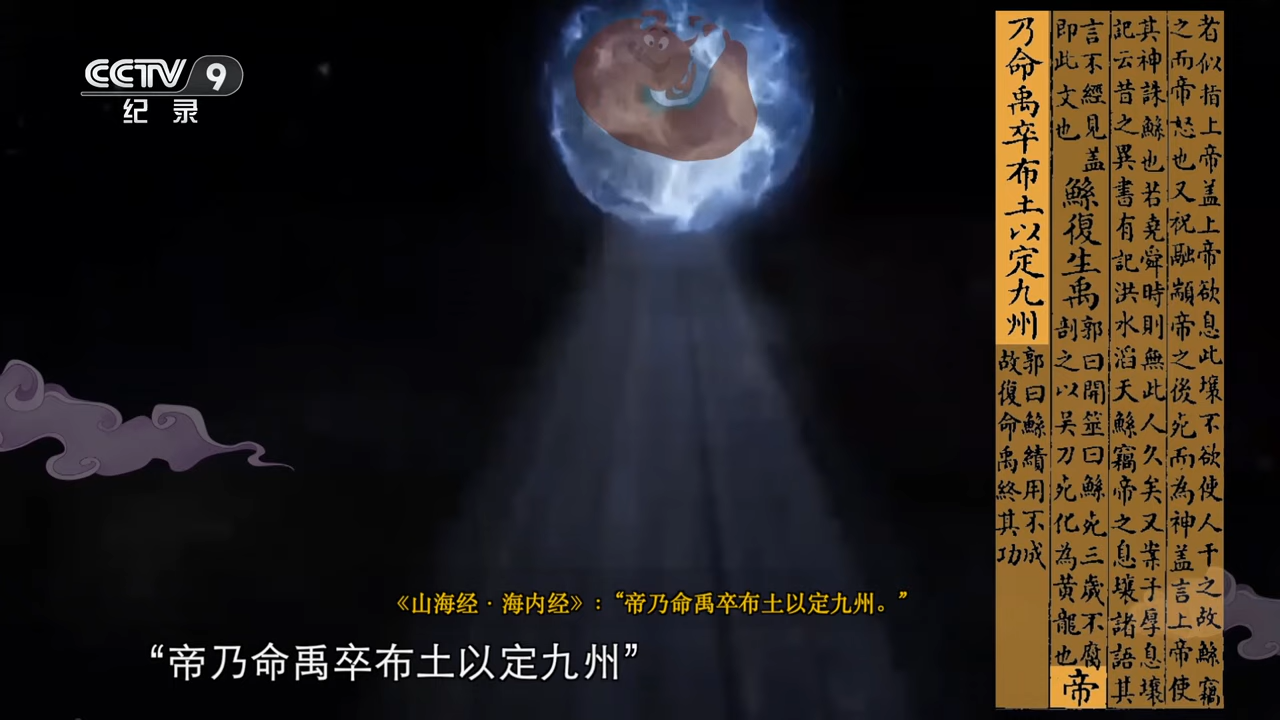 CCTV 9
纪录
若似指上帝蓋上帝欲息此壤不欲使人干之故鯀竊
之而帝怒也又祝融顓帝之後死而為神蓋言上帝使
其神誅鯀也若堯舜時則無此人久矣又案子厚息壤
記云昔之異書有記洪水滔天鯀竊帝之息壤諸語其
言不經見盖
即此文也
鯀復生禹
郭曰開筮曰鯀死三歲不腐
剖之以吴刀死化為黃龍也
帝
乃命禹卒布土以定九州
郭曰鯀績用不成
故復命禹終其功
《山海经·海内经》:“帝乃命禹卒布土以定九州。”
“帝乃命禹卒布土以定九州”